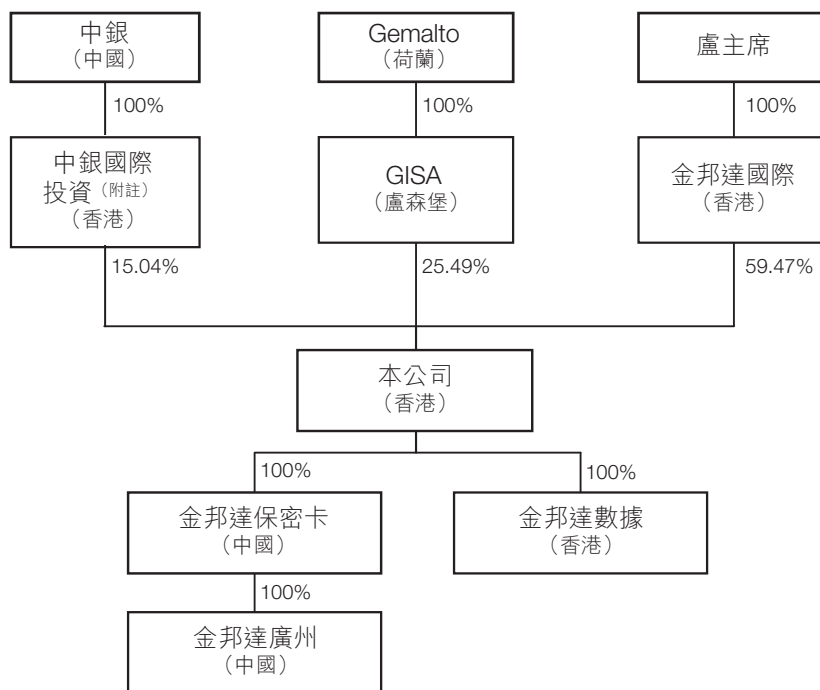 中銀
（中國）
Gemalto
（荷蘭）
盧主席
100%
100%
100%
中銀國際
投資（附註）
（香港）
GISA
（盧森堡）
金邦達國際
（香港）
15.04%
25.49%
59.47%
本公司
（香港）
100%
100%
金邦達保密卡
（中國）
金邦達數據
（香港）
100%
金邦達廣州
（中國）